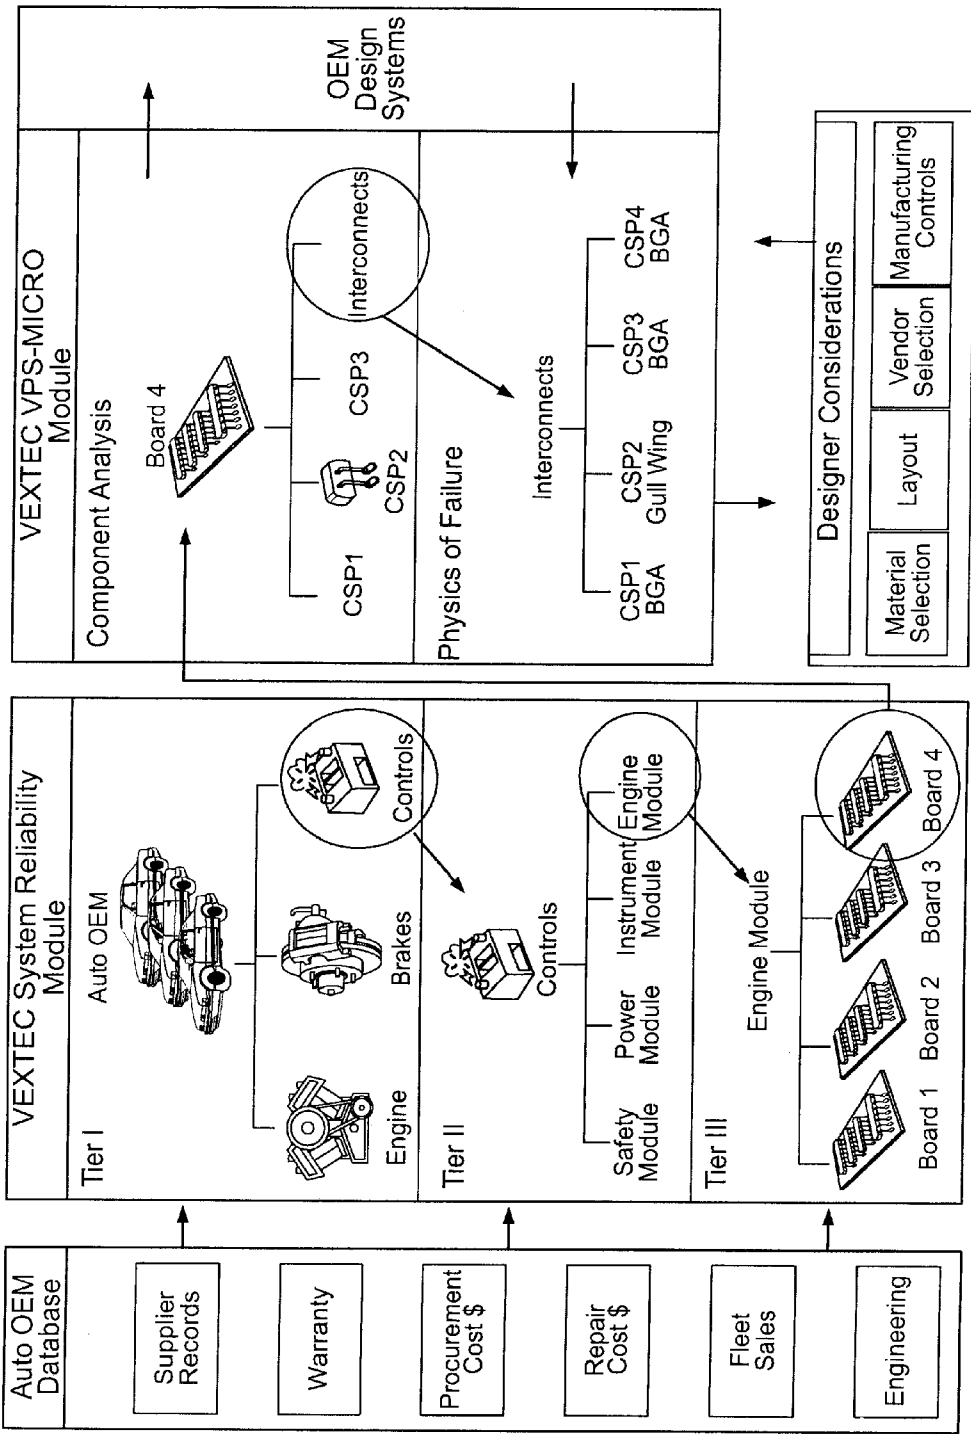 Auto OEM
Database
Supplier
Records
Warranty
Procurement
Cost $
Repair
Cost $
Fleet
Sales
Engineering
VEXTEC System Reliability
Module
Tier I
Auto OEM
Engine
Brakes
Controls
Tier II
Controls
Safety
Module
Power
Module
Instrument
Module
Engine
Module
Tier III
Engine Module
Board 1
Board 2
Board 3
Board 4
VEXTEC VPS-MICRO
Module
Component Analysis
Board 4
CSP1
CSP2
CSP3
Interconnects
Physics of Failure
Interconnects
CSP1
BGA
CSP2
Gull Wing
CSP3
BGA
CSP4
BGA
OEM
Design
Systems
Designer Considerations
Material
Selection
Layout
Vendor
Selection
Manufacturing
Controls